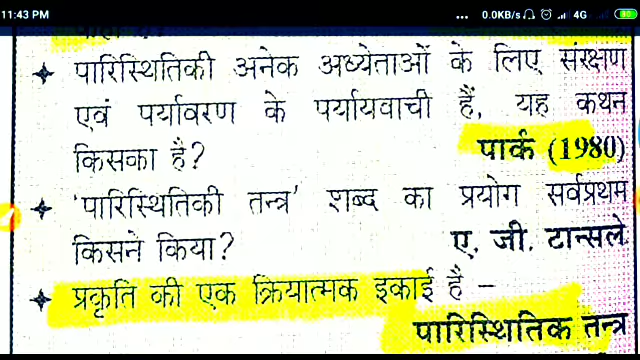 11:43 PM ... 0.0KB/s 4G
✦ पारिस्थितिकी अनेक अध्येताओं के लिए संरक्षण
एवं पर्यावरण के पर्यायवाची हैं, यह कथन
किसका है?
पार्क (1980)
✦ 'पारिस्थितिकी तन्त्र' शब्द का प्रयोग सर्वप्रथम
किसने किया? ए. जी. टान्सले
✦ प्रकृति की एक क्रियात्मक इकाई है –
पारिस्थितिक तन्त्र